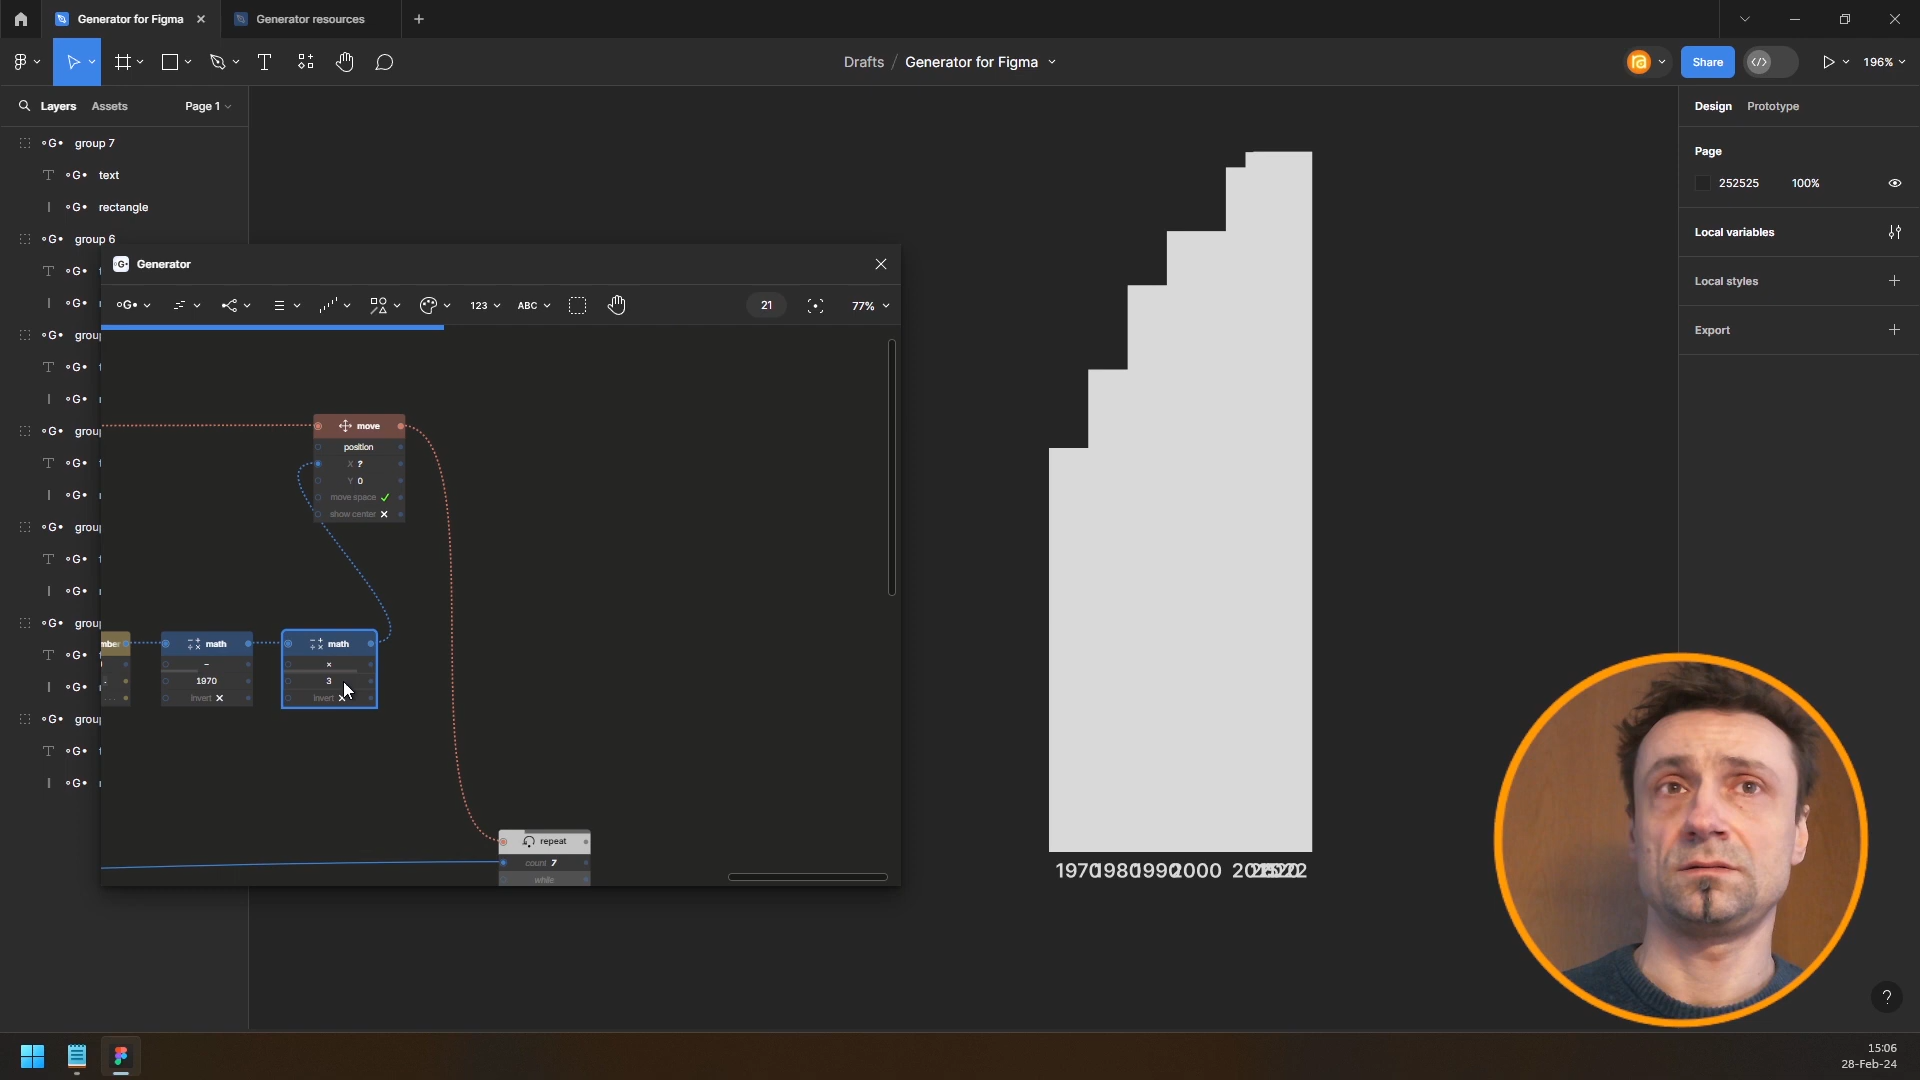 Generator for Figma
Generator resources
Drafts / Generator for Figma
Share
196%
Layers
Assets
Page 1
Design
Prototype
group 7
G text
G rectangle
G group 6
Page
252525
100%
Local variables
Local styles
Export
G Generator
G
123
ABC
21
77%
move
position
X ?
Y 0
move space
show center
math
−
1970
invert
math
×
3
invert
repeat
count 7
while
1970
1980
1990
2000
15:06
28-Feb-24
?